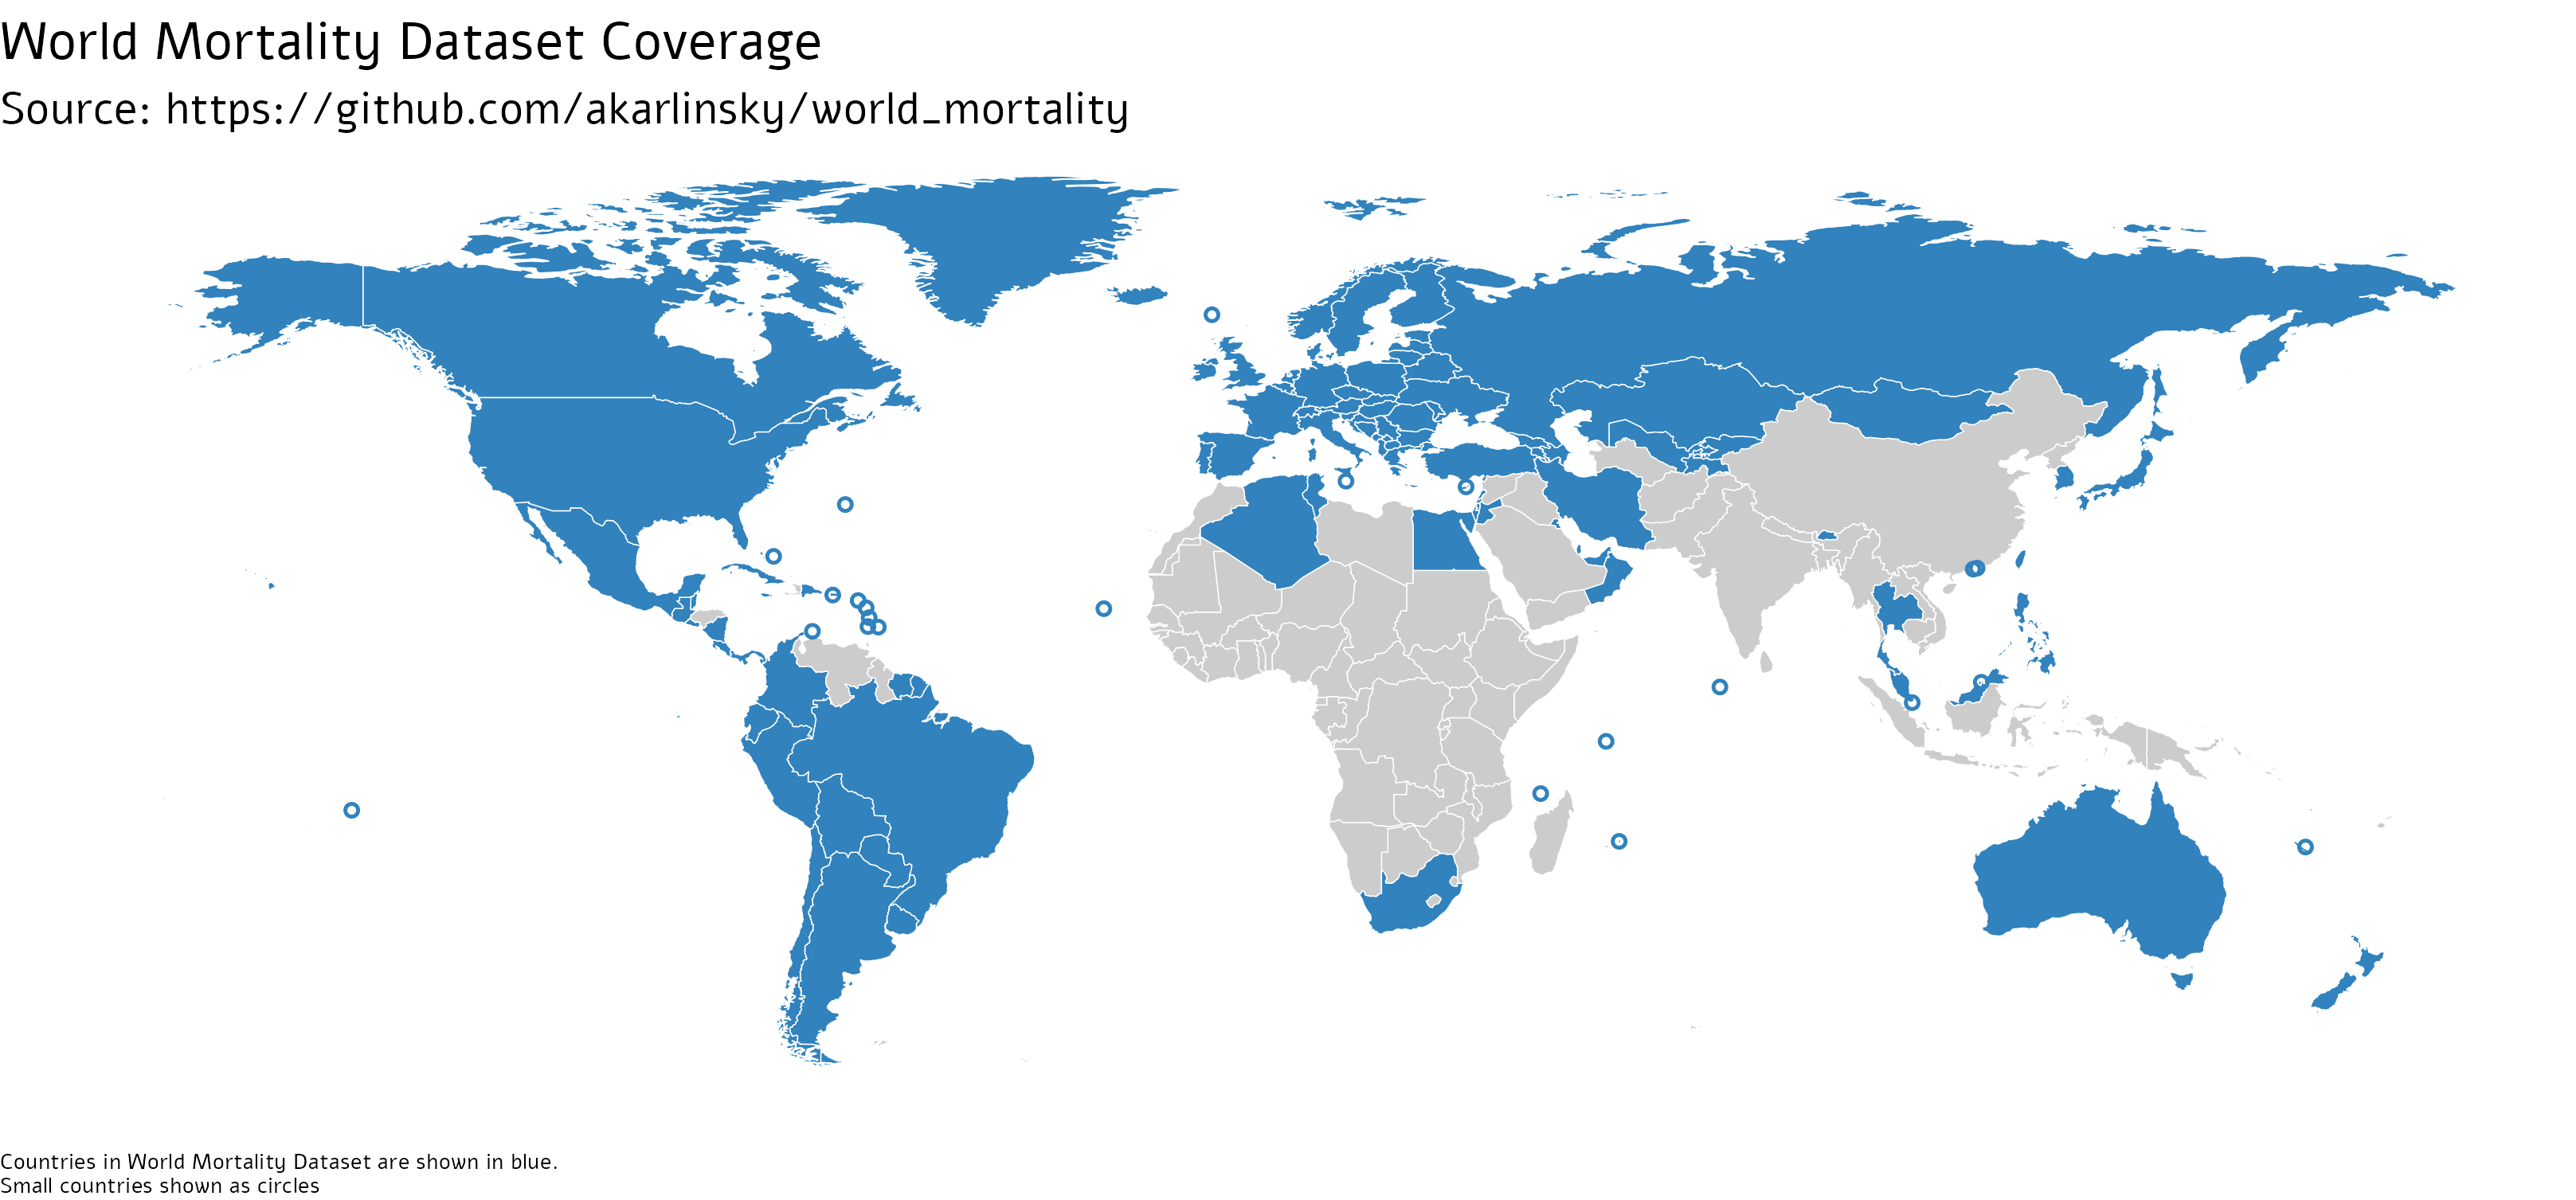 World Mortality Dataset Coverage
Source: https://github.com/akarlinsky/world_mortality
Countries in World Mortality Dataset are shown in blue.
Small countries shown as circles